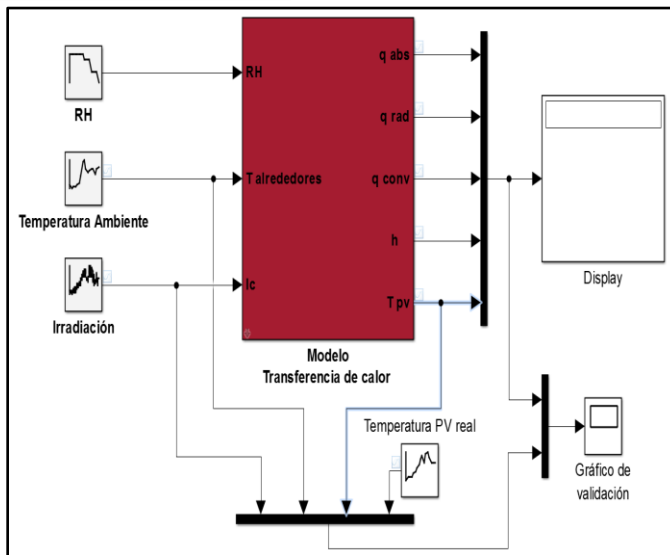 RH
Temperatura Ambiente
Irradiación
RH
T alrededores
Ic
q abs
q rad
q conv
h
T pv
Modelo
Transferencia de calor
Display
Temperatura PV real
Gráfico de
validación